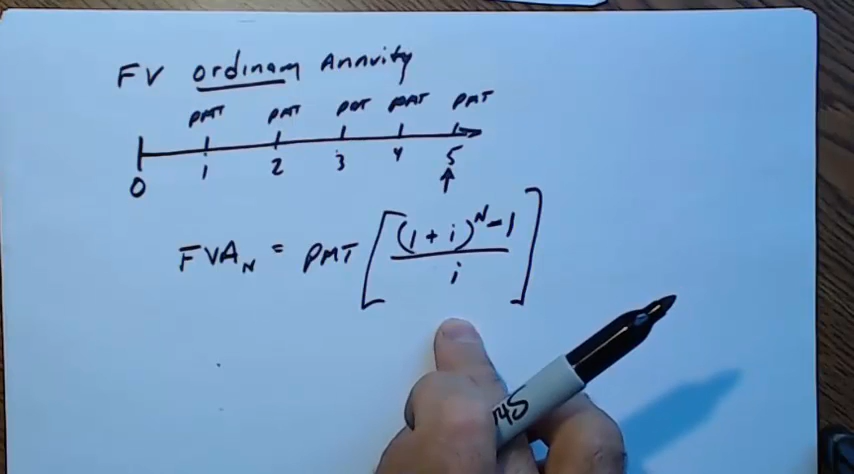 FV ordinary Annuity
PMT PMT PMT PMT PMT
0 1 2 3 4 5
FVA_N = PMT [ ((1 + i)^N - 1) / i ]